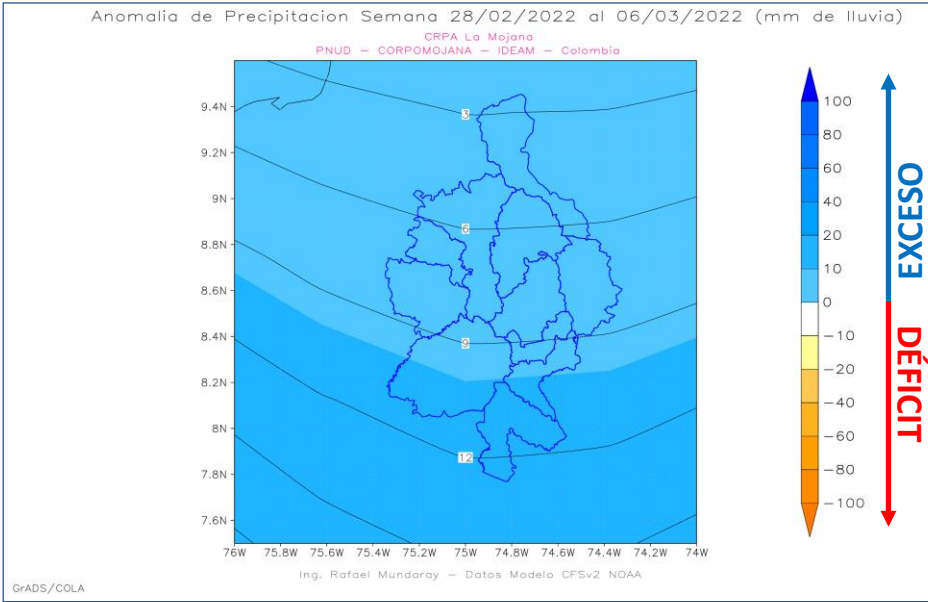 Anomalia de Precipitacion Semana 28/02/2022 al 06/03/2022 (mm de lluvia)
CRPA La Mojana
PNUD – CORPOMOJANA – IDEAM – Colombia
9.4N
9.2N
9N
8.8N
8.6N
8.4N
8.2N
8N
7.8N
7.6N
3
6
9
12
76W 75.8W 75.6W 75.4W 75.2W 75W 74.8W 74.6W 74.4W 74.2W 74W
100
80
60
40
20
10
0
−10
−20
−40
−60
−80
−100
EXCESO
DÉFICIT
Ing. Rafael Mundaray – Datos Modelo CFSv2 NOAA
GrADS/COLA